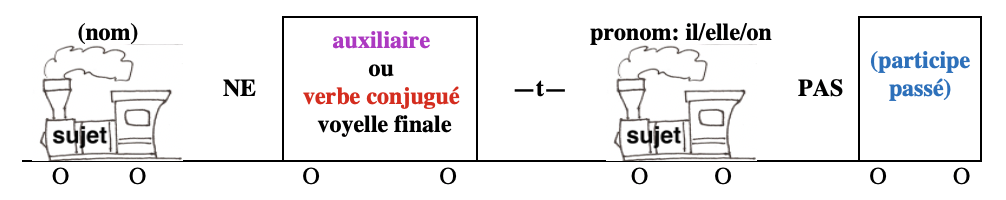 (nom)
sujet
NE
auxiliaire
ou
verbe conjugué
voyelle finale
–t–
pronom: il/elle/on
sujet
PAS
(participe
passé)
O O O O O O O O